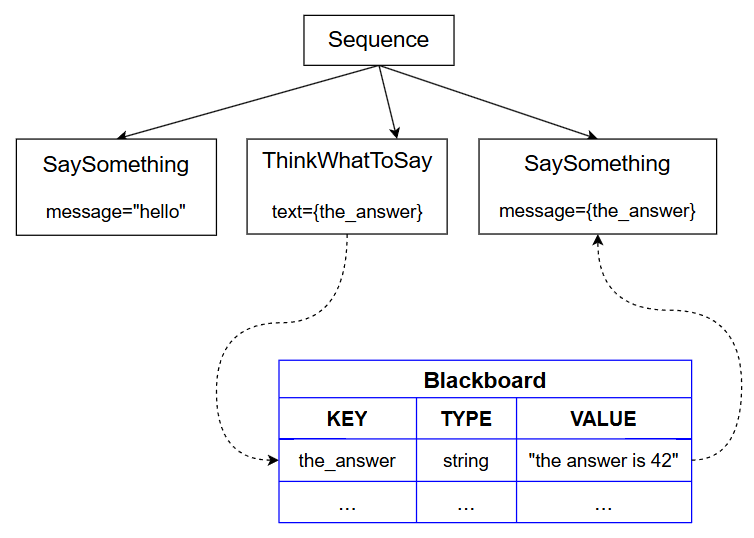 Sequence
SaySomething
message="hello"
ThinkWhatToSay
text={the_answer}
SaySomething
message={the_answer}
Blackboard
KEY TYPE VALUE
the_answer string "the answer is 42"
... ... ...